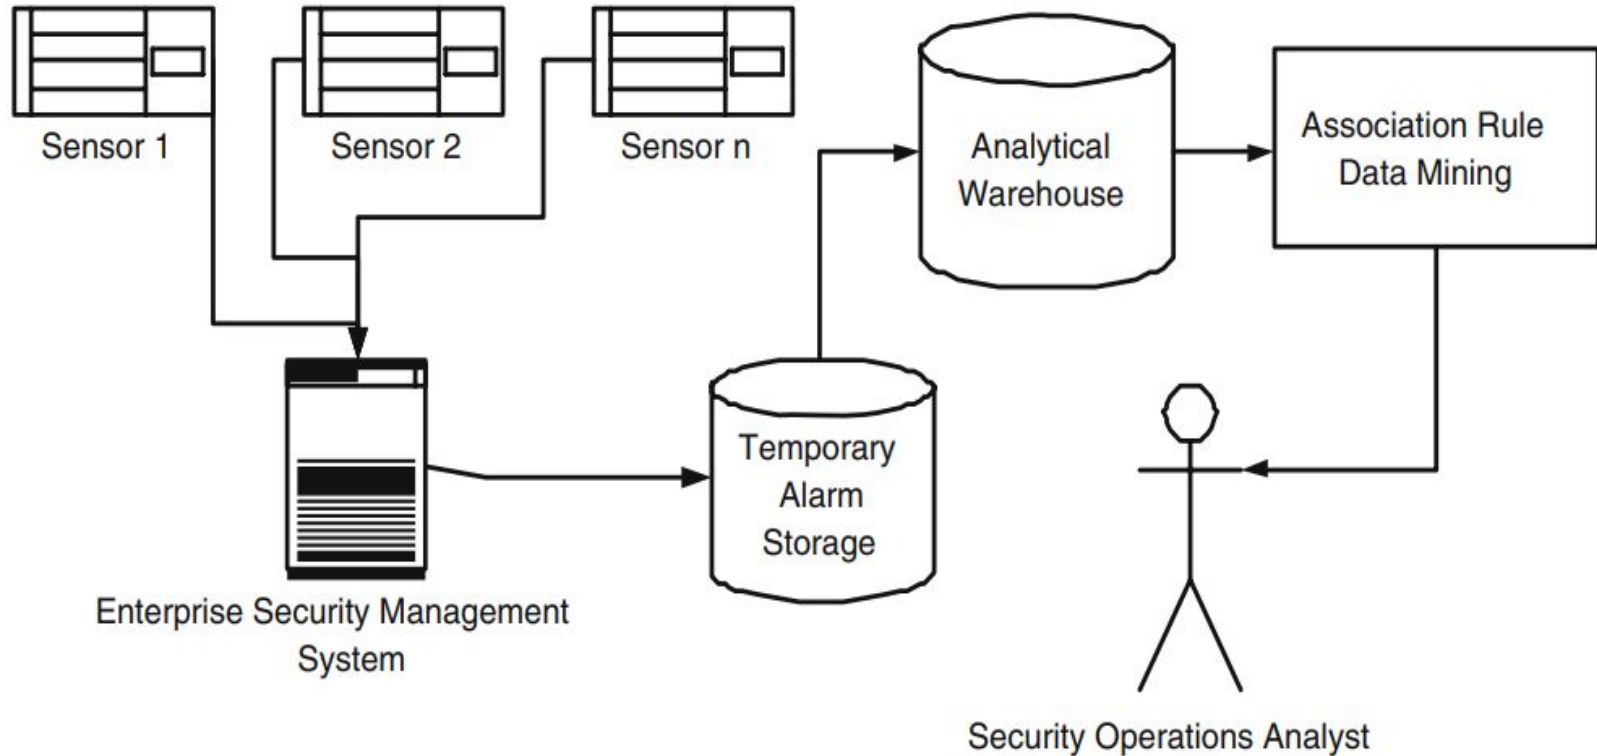 Sensor 1
Sensor 2
Sensor n
Analytical
Warehouse
Association Rule
Data Mining
Temporary
Alarm
Storage
Enterprise Security Management
System
Security Operations Analyst